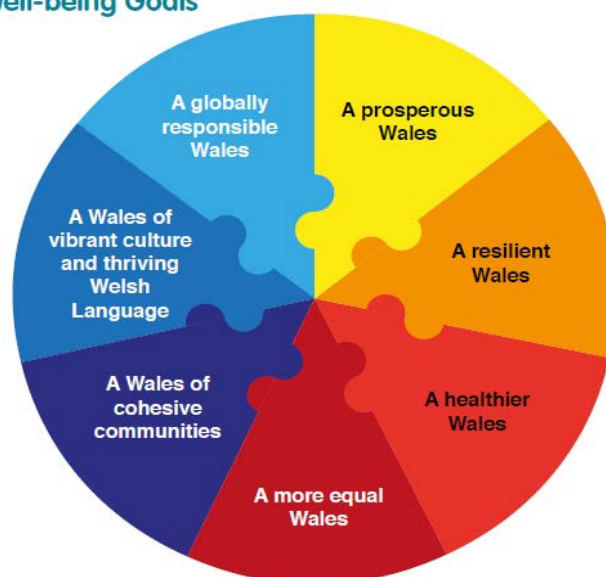 ell-being Goals
A globally
responsible
Wales
A prosperous
Wales
A resilient
Wales
A healthier
Wales
A more equal
Wales
A Wales of
cohesive
communities
A Wales of
vibrant culture
and thriving
Welsh
Language